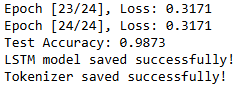 Epoch [23/24], Loss: 0.3171
Epoch [24/24], Loss: 0.3171
Test Accuracy: 0.9873
LSTM model saved successfully!
Tokenizer saved successfully!